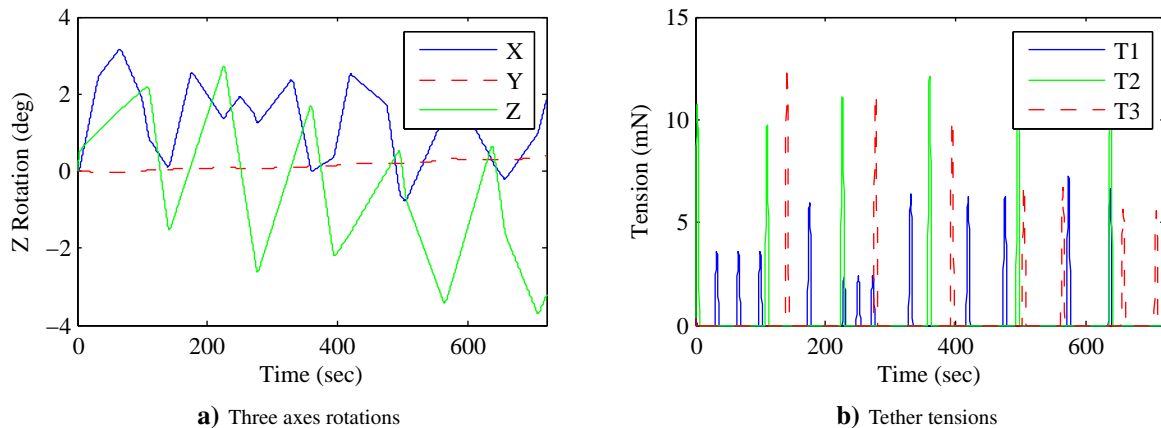 4
2
0
−2
−4
0
200
400
600
Z Rotation (deg)
Time (sec)
X
Y
Z
a) Three axes rotations
15
10
5
0
0
200
400
600
Tension (mN)
Time (sec)
T1
T2
T3
b) Tether tensions